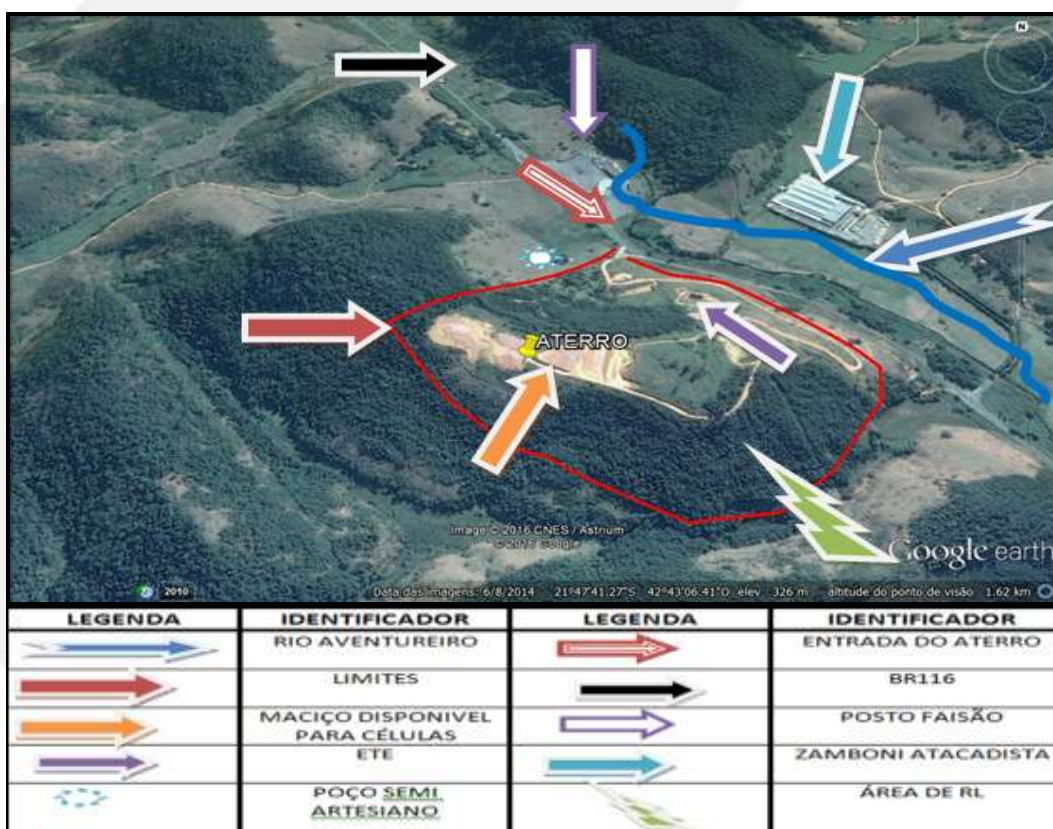 N
ATERRO
Image © 2016 CNES / Astrium
© 2016 Google
Google earth
2010
Data das imagens: 6/8/2014 21°47'41.27"S 42°43'06.41"O elev 326 m altitude do ponto de visão 1.62 km
LEGENDA IDENTIFICADOR LEGENDA IDENTIFICADOR
RIO AVENTUREIRO ENTRADA DO ATERRO
LIMITES BR116
MACIÇO DISPONIVEL
PARA CÉLULAS
POSTO FAISÃO
ETE ZAMBONI ATACADISTA
POÇO SEMI
ARTESIANO
ÁREA DE RL